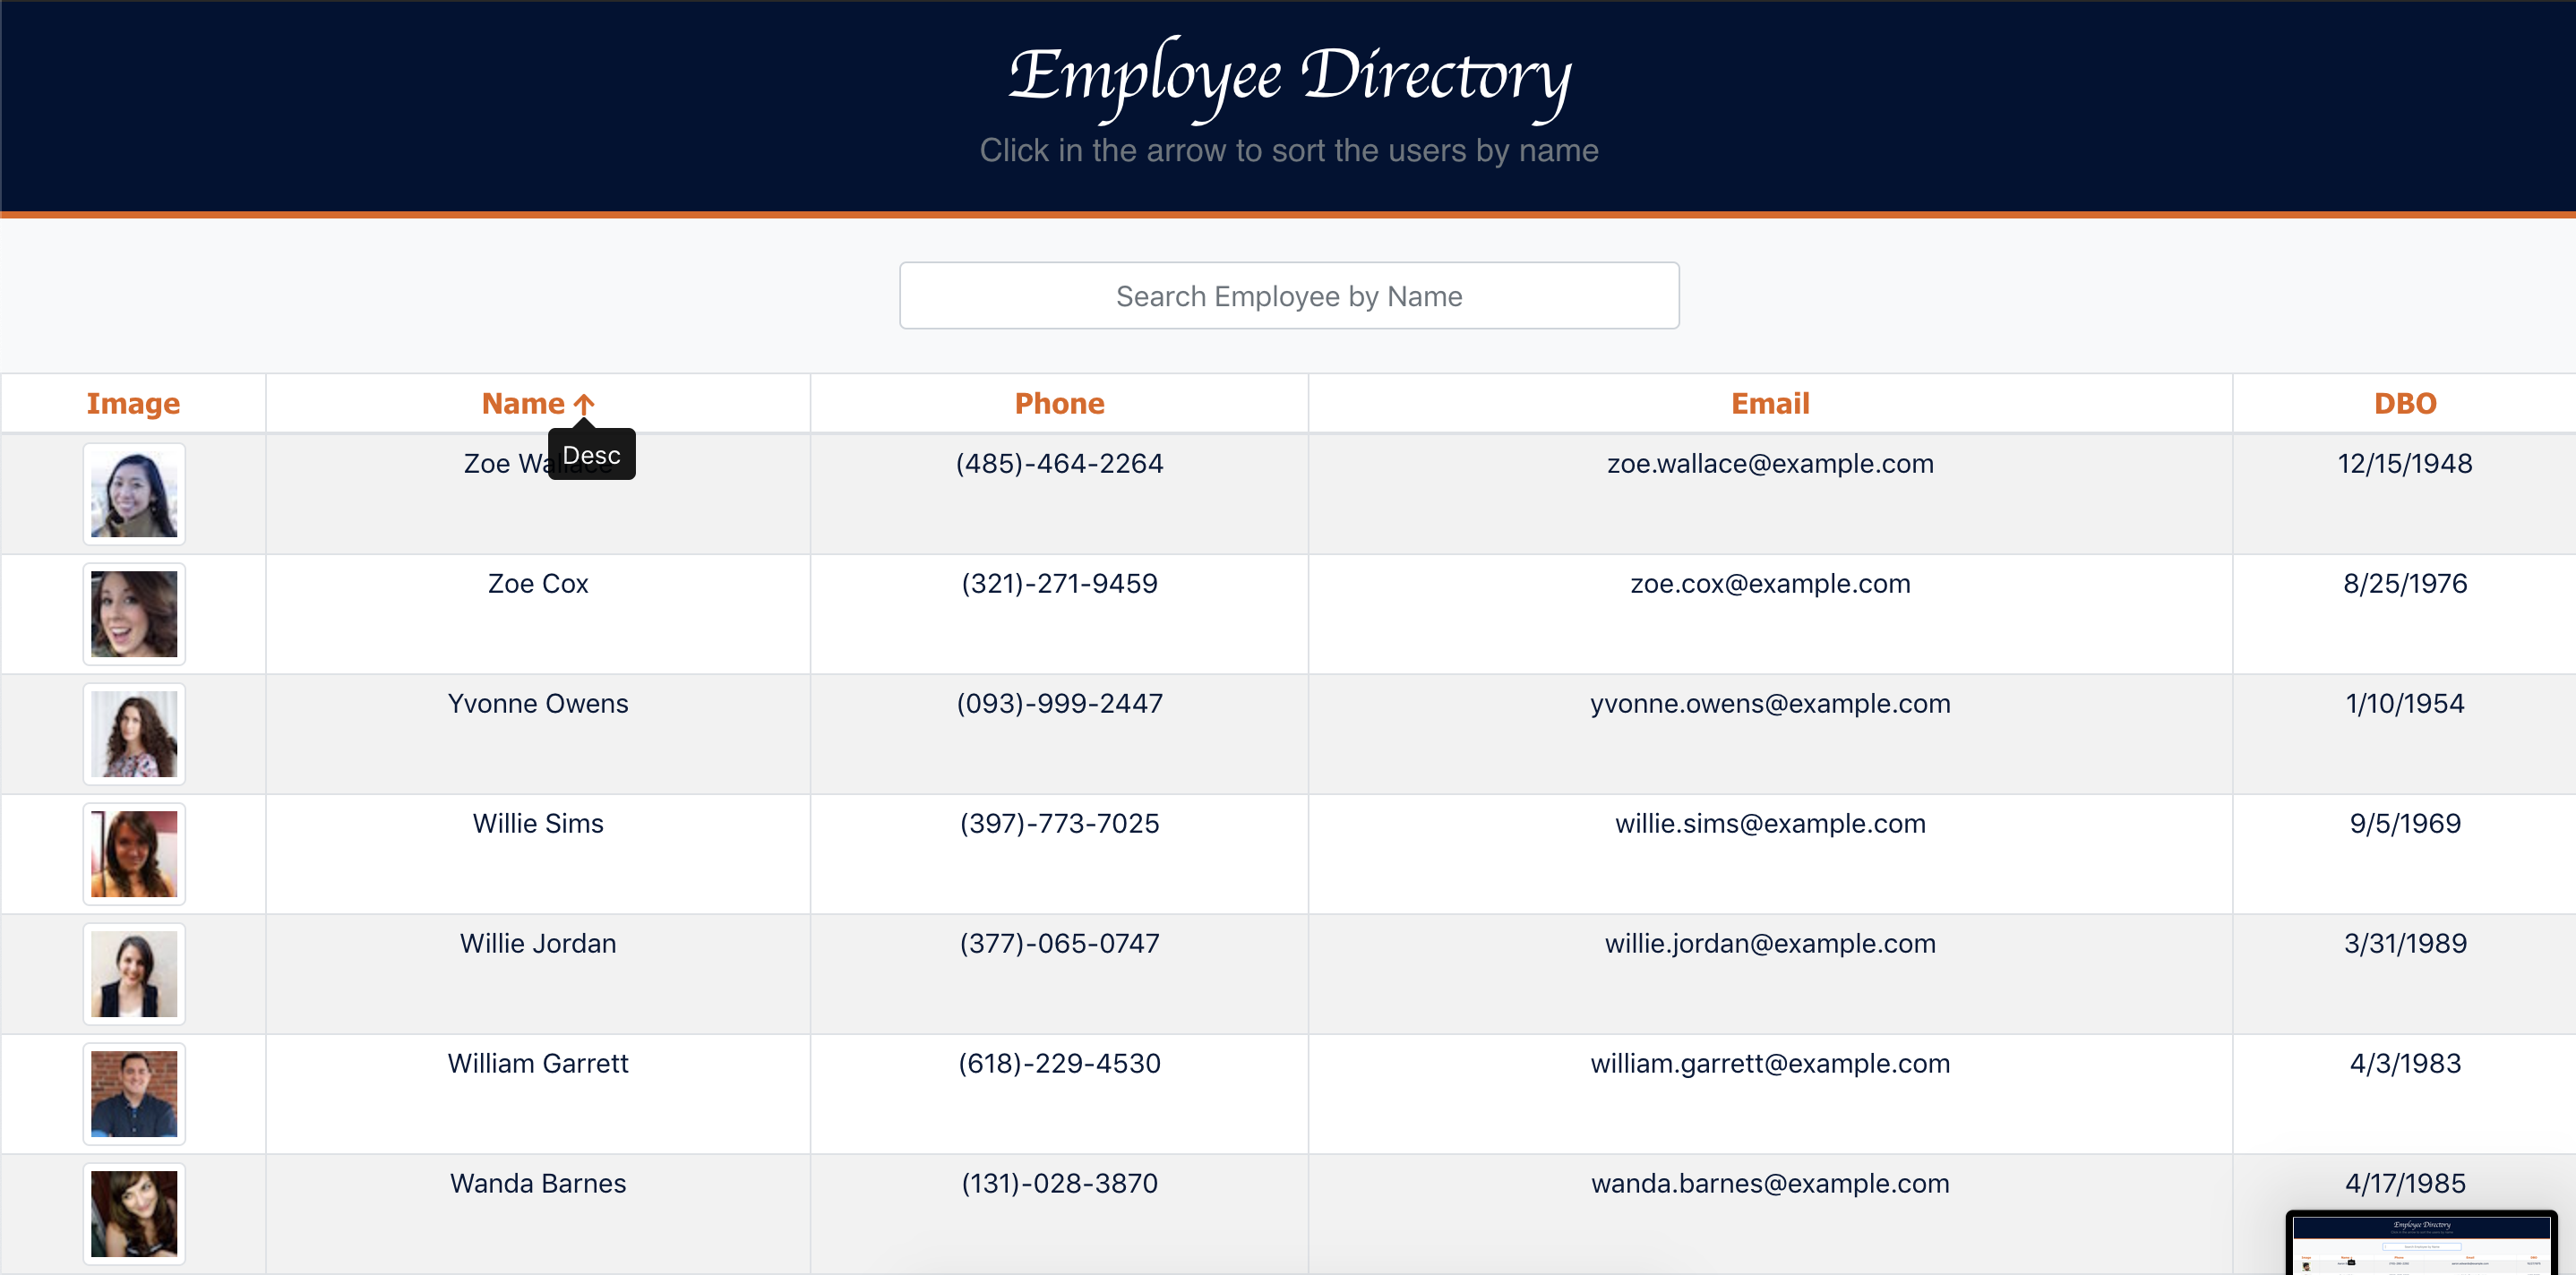 Employee Directory
Click in the arrow to sort the users by name
Search Employee by Name
Image Name Phone Email DBO
Desc
Zoe Wallace (485)-464-2264 zoe.wallace@example.com 12/15/1948
Zoe Cox (321)-271-9459 zoe.cox@example.com 8/25/1976
Yvonne Owens (093)-999-2447 yvonne.owens@example.com 1/10/1954
Willie Sims (397)-773-7025 willie.sims@example.com 9/5/1969
Willie Jordan (377)-065-0747 willie.jordan@example.com 3/31/1989
William Garrett (618)-229-4530 william.garrett@example.com 4/3/1983
Wanda Barnes (131)-028-3870 wanda.barnes@example.com 4/17/1985
Employee Directory